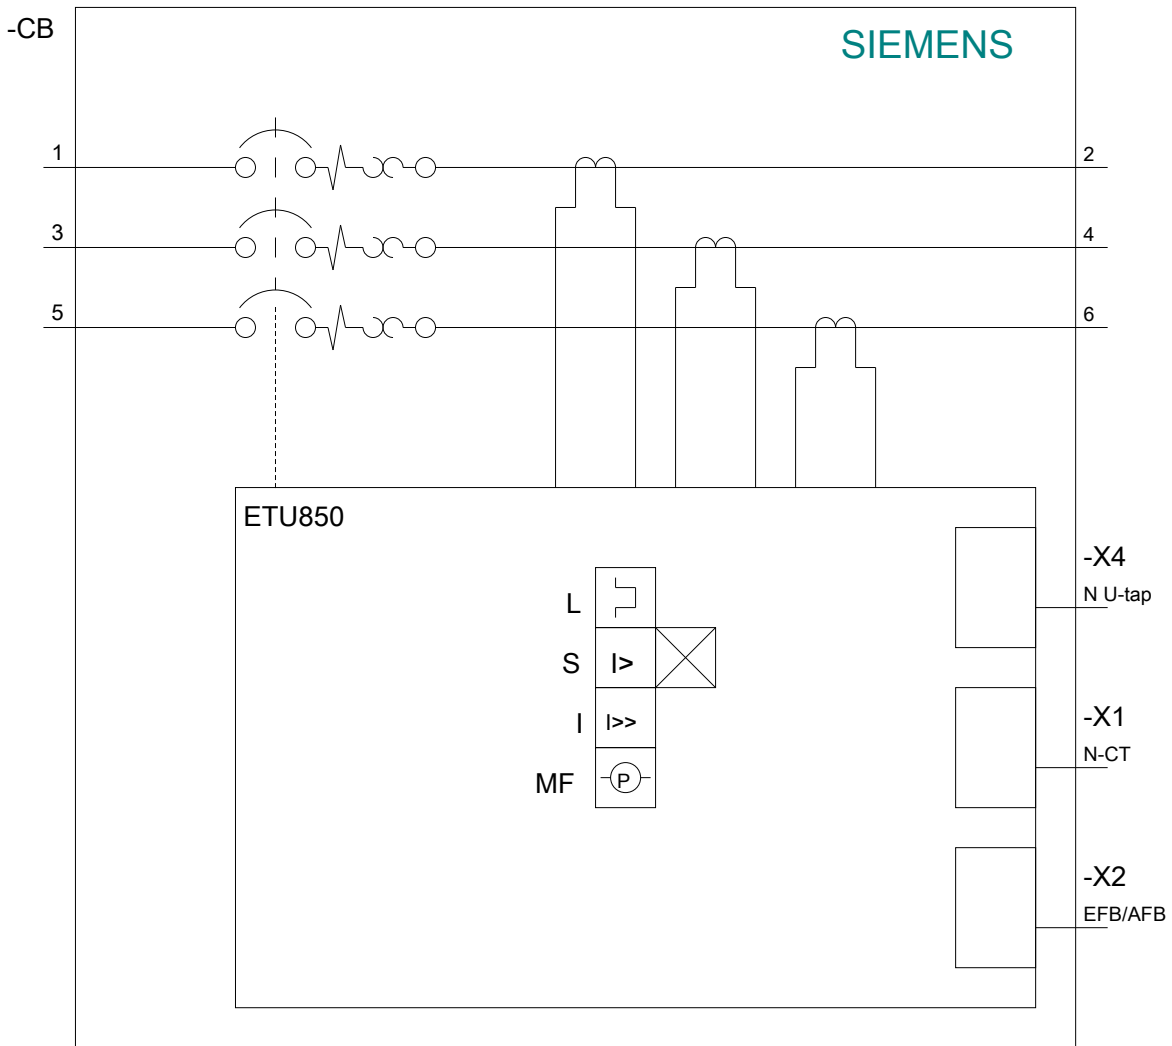 -CB
SIEMENS
1
2
3
4
5
6
ETU850
-X4
N U-tap
L
S
I>
I
I>>
-X1
N-CT
MF
P
-X2
EFB/AFB